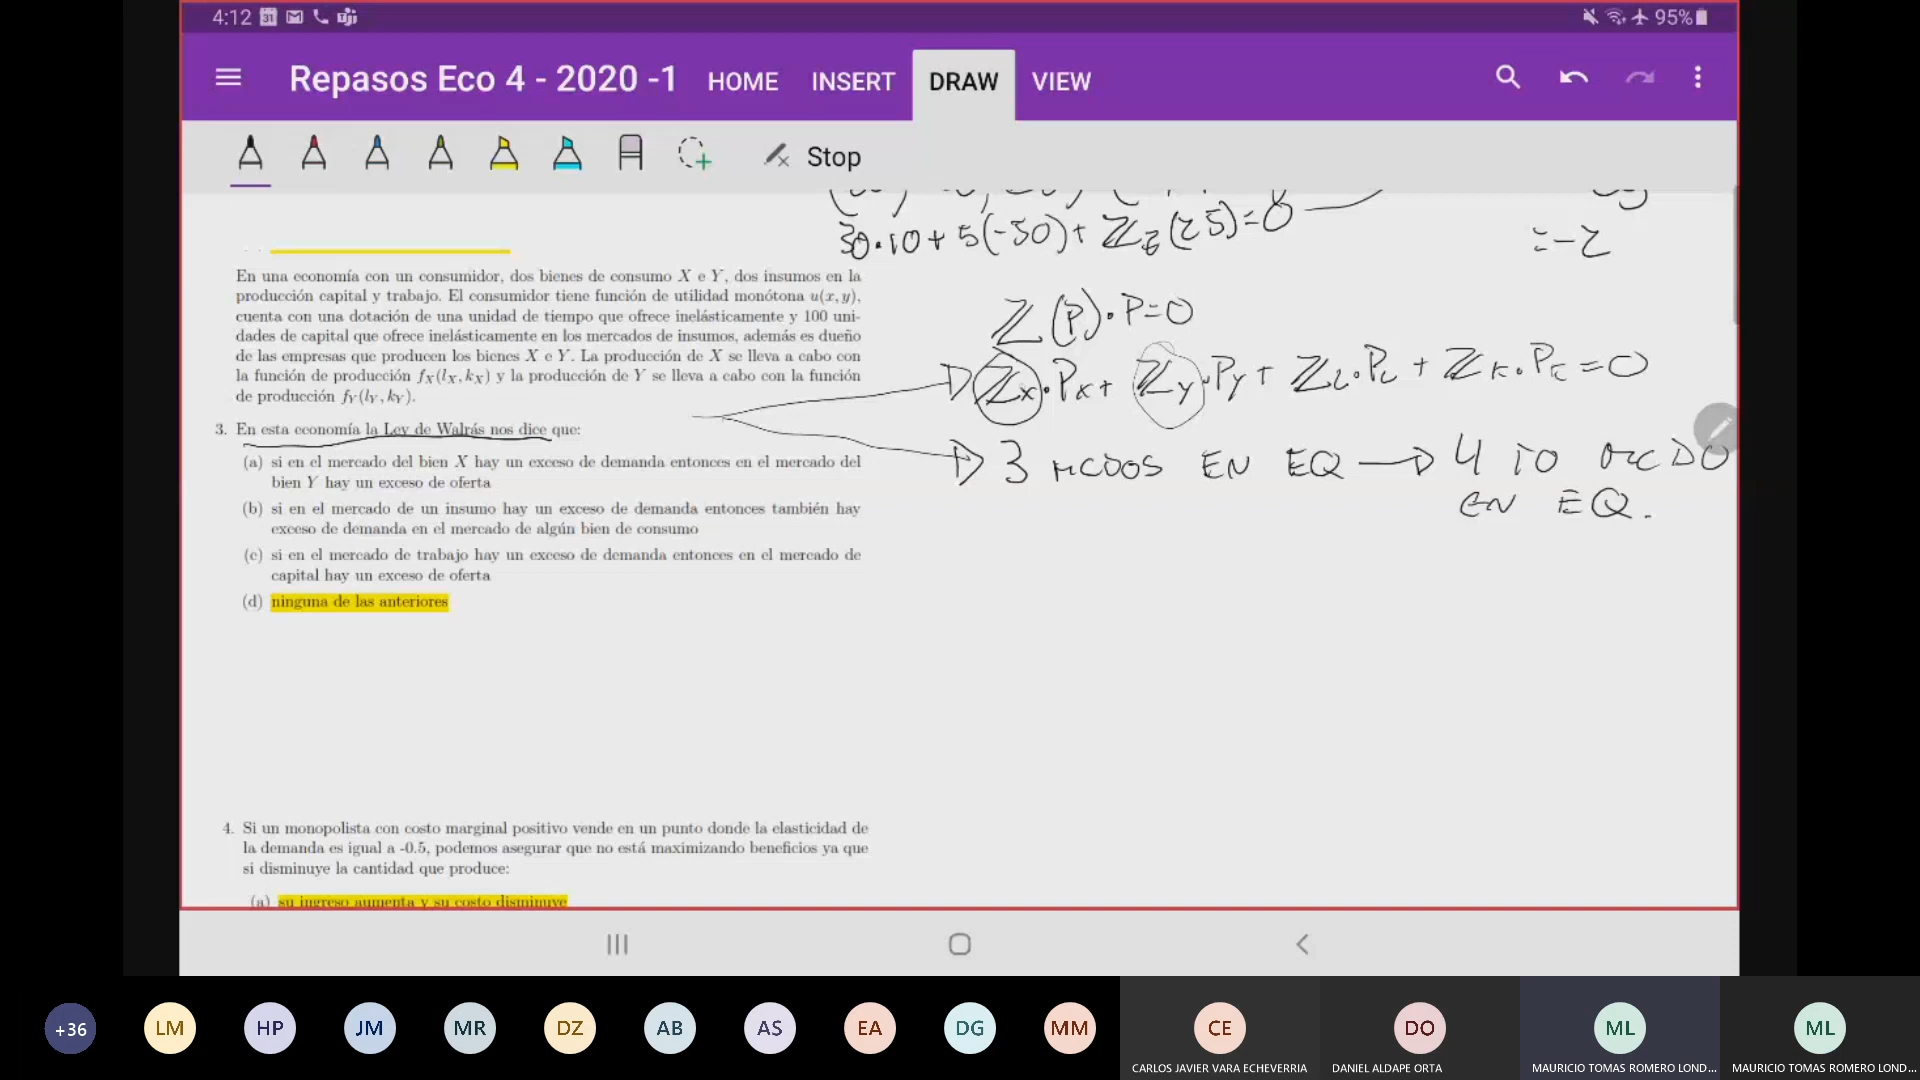 4:12
95%
Repasos Eco 4 - 2020 -1
HOME
INSERT
DRAW
VIEW
Stop
30·10+5(-30)+Z₃(25)=0
=-2
En una economía con un consumidor, dos bienes de consumo X e Y, dos insumos en la
producción capital y trabajo. El consumidor tiene función de utilidad monótona u(x, y),
cuenta con una dotación de una unidad de tiempo que ofrece inelásticamente y 100 uni-
dades de capital que ofrece inelásticamente en los mercados de insumos, además es dueño
de las empresas que producen los bienes X e Y. La producción de X se lleva a cabo con
la función de producción fX(lX, kX) y la producción de Y se lleva a cabo con la función
de producción fY(lY, kY).
Z(P)·P=0
Zx·Px+ Zy·Py+ ZL·PL + ZK·PK=0
3. En esta economía la Ley de Walrás nos dice que:
(a) si en el mercado del bien X hay un exceso de demanda entonces en el mercado del
bien Y hay un exceso de oferta
(b) si en el mercado de un insumo hay un exceso de demanda entonces también hay
exceso de demanda en el mercado de algún bien de consumo
(c) si en el mercado de trabajo hay un exceso de demanda entonces en el mercado de
capital hay un exceso de oferta
(d) ninguna de las anteriores
3 MCDOS EN EQ → 4 TO MCDO
EN EQ.
4. Si un monopolista con costo marginal positivo vende en un punto donde la elasticidad de
la demanda es igual a -0.5, podemos asegurar que no está maximizando beneficios ya que
si disminuye la cantidad que produce:
(a) su ingreso aumenta y su costo disminuye
+36
LM
HP
JM
MR
DZ
AB
AS
EA
DG
MM
CE
DO
ML
ML
CARLOS JAVIER VARA ECHEVERRIA
DANIEL ALDAPE ORTA
MAURICIO TOMAS ROMERO LOND...
MAURICIO TOMAS ROMERO LOND...